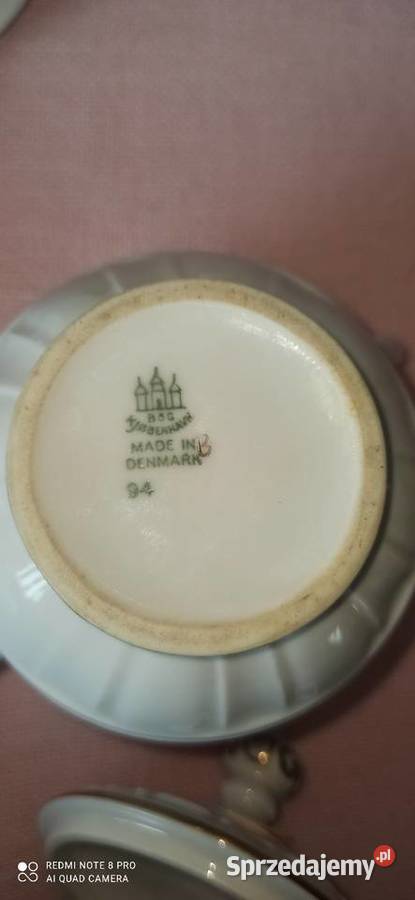 B&G
KJØBENHAVN
MADE IN
DENMARK
B
94
REDMI NOTE 8 PRO
AI QUAD CAMERA
Sprzedajemy.pl